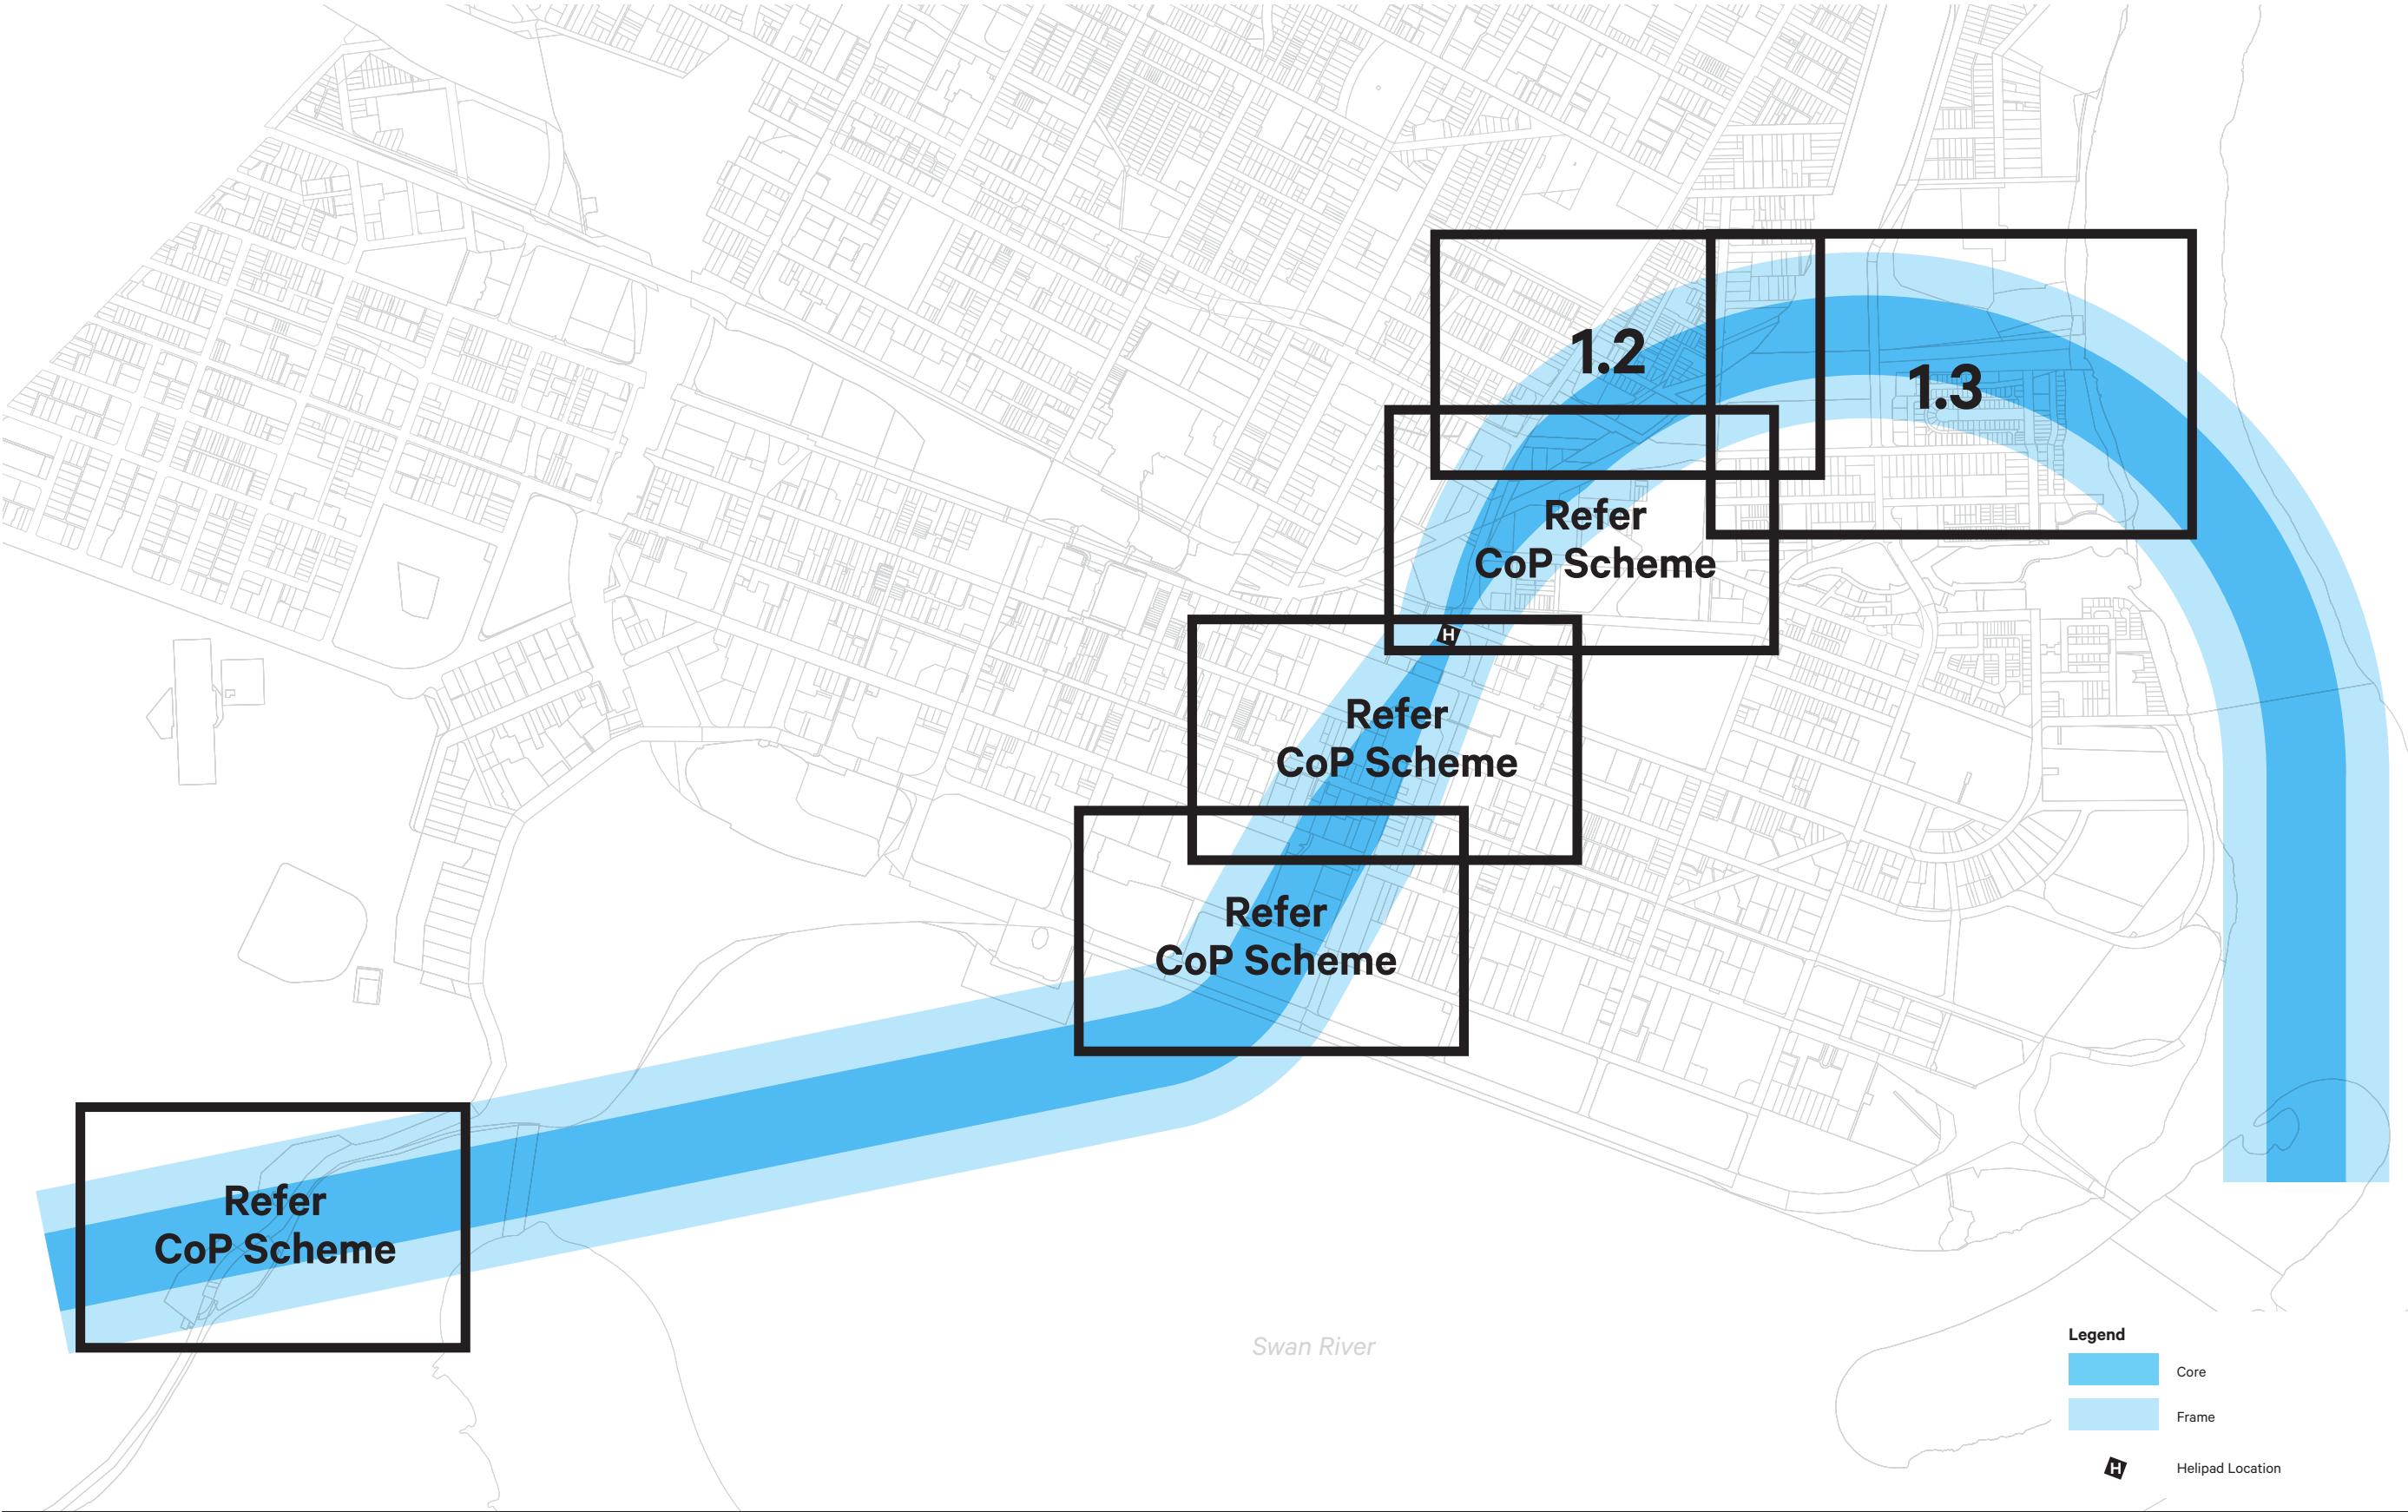 1.2
1.3
Refer
CoP Scheme
H
Refer
CoP Scheme
Refer
CoP Scheme
Refer
CoP Scheme
Swan River
Legend
Core
Frame
H Helipad Location